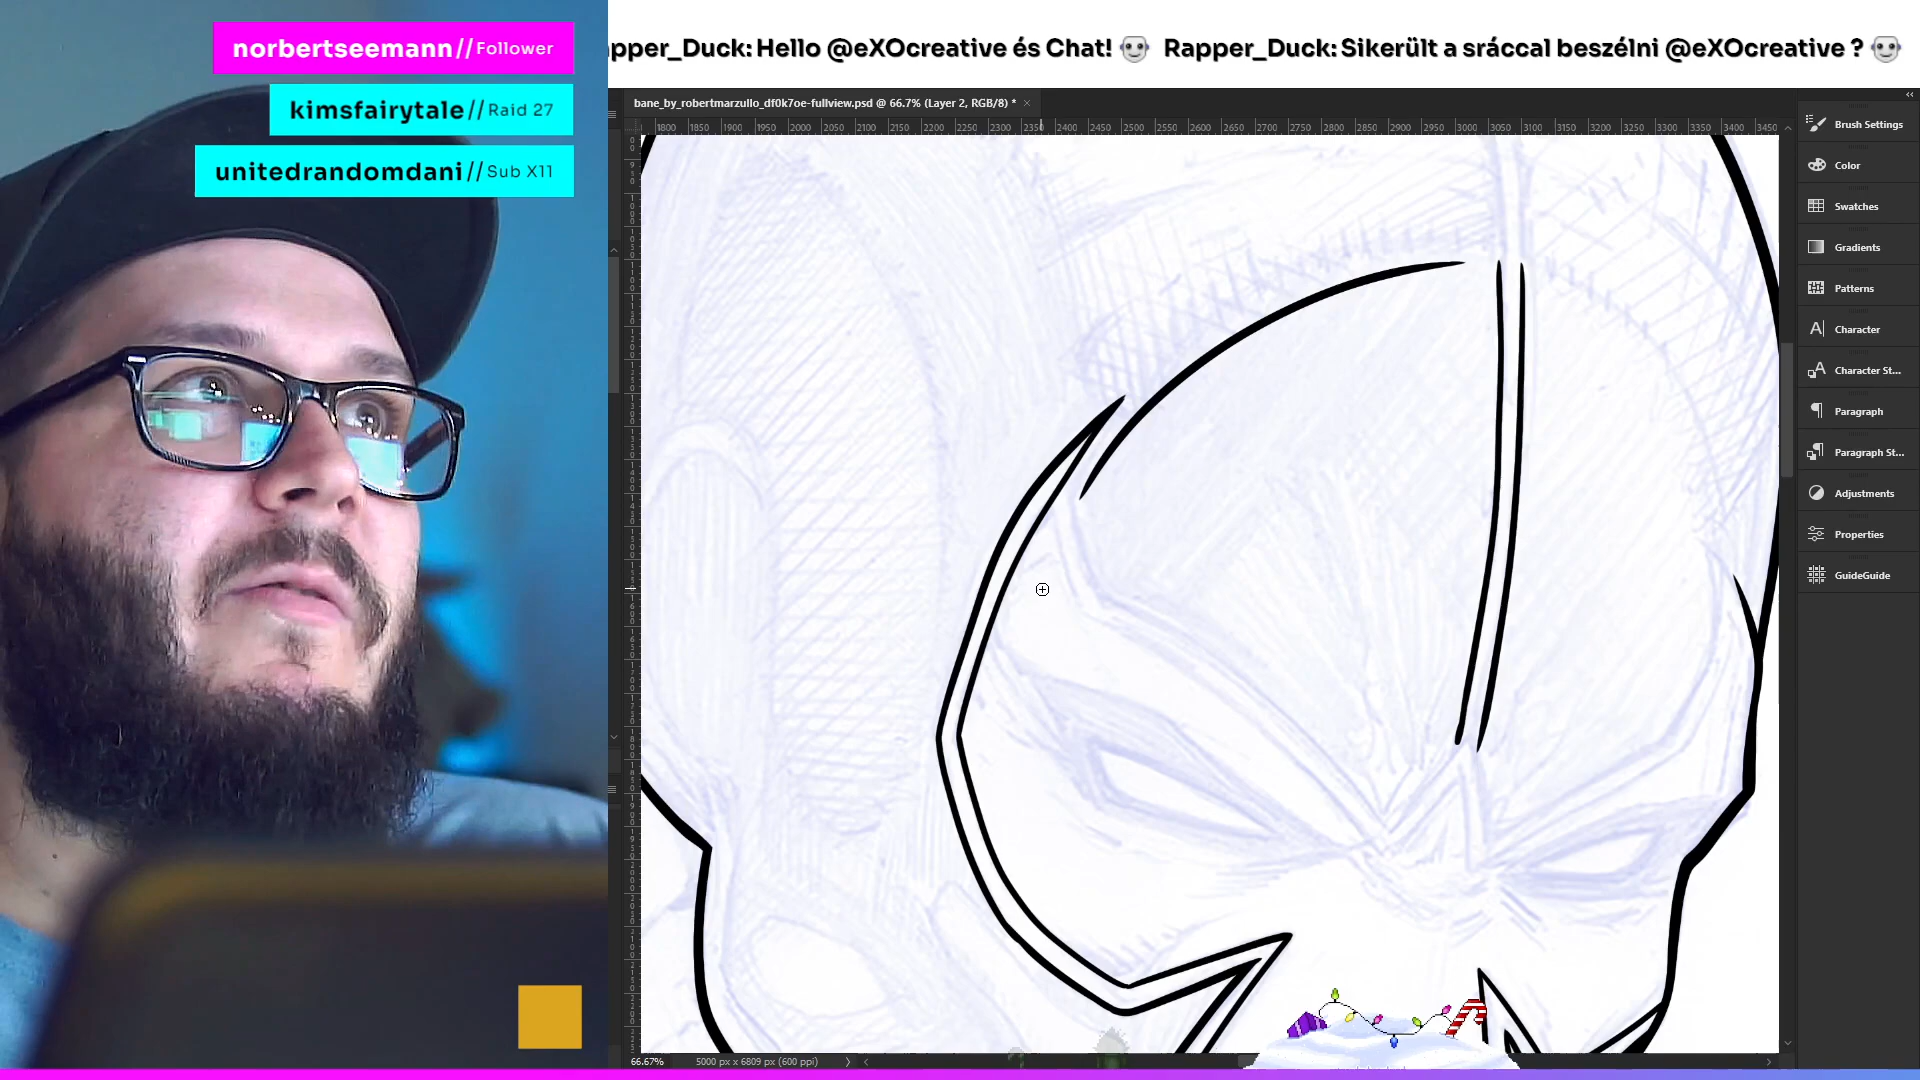 norbertseemann//Follower
kimsfairytale//Raid 27
unitedrandomdani//Sub X11
apper_Duck: Hello @eXOcreative és Chat! Rapper_Duck: Sikerült a sráccal beszélni @eXOcreative ?
bane_by_robertmarzullo_df0k7oe-fullview.psd @ 66.7% (Layer 2, RGB/8) *
1800 1850 1900 1950 2000 2050 2100 2150 2200 2250 2300 2350 2400 2450 2500 2550 2600 2650 2700 2750 2800 2850 2900 2950 3000 3050 3100 3150 3200 3250 3300 3350 3400 3450
Brush Settings
Color
Swatches
Gradients
Patterns
Character
Character St...
Paragraph
Paragraph St...
Adjustments
Properties
GuideGuide
66.67% 5000 px x 6809 px (600 ppi)